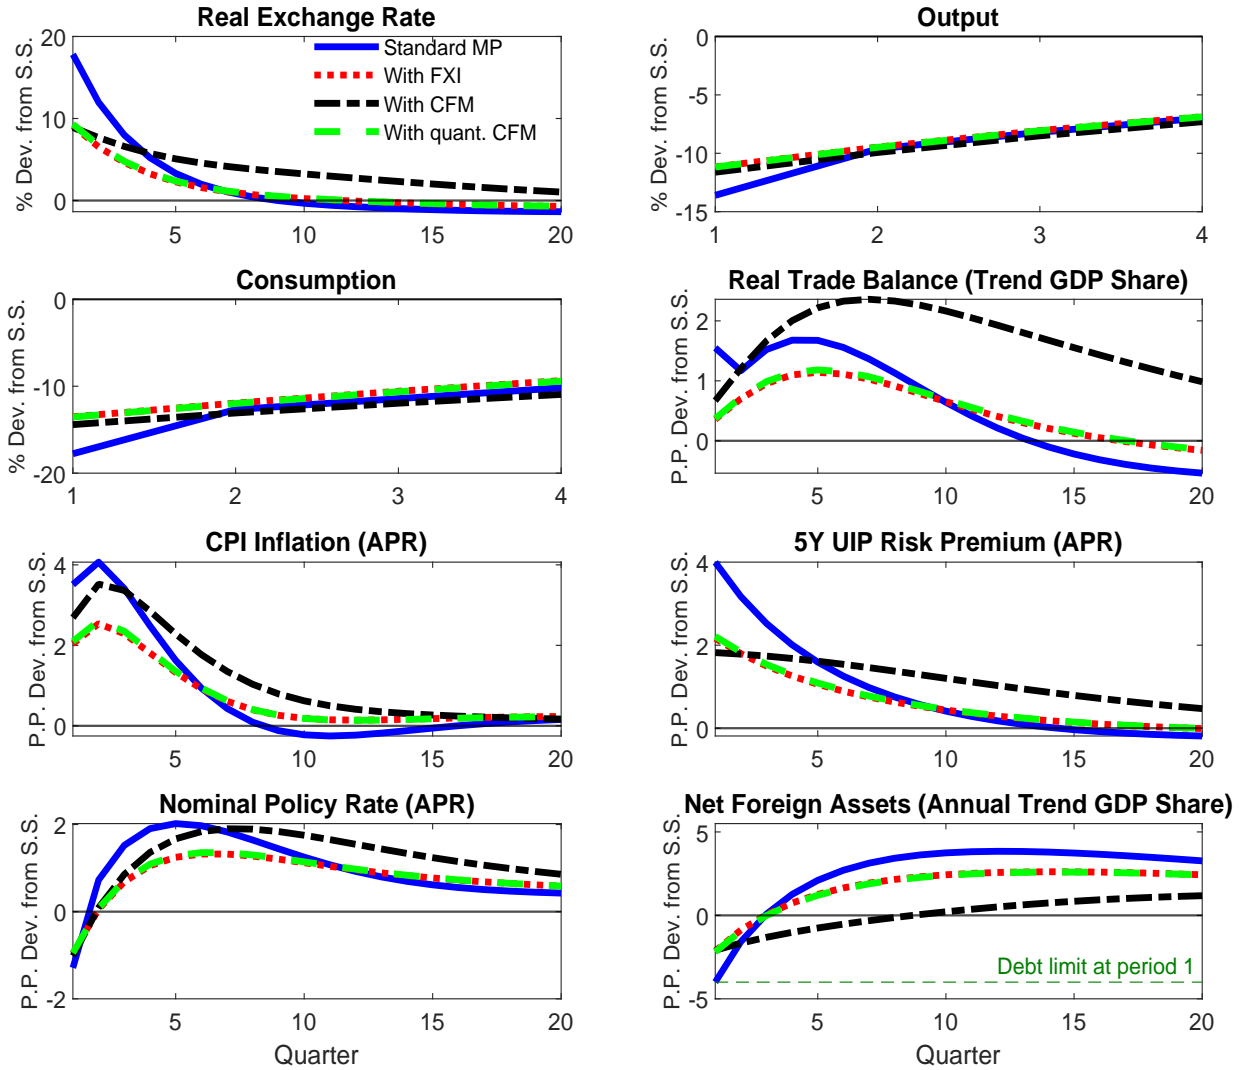 Real Exchange Rate
% Dev. from S.S.
20
10
0
5
10
15
20
Standard MP
With FXI
With CFM
With quant. CFM
Output
% Dev. from S.S.
0
-5
-10
-15
1
2
3
4
Consumption
% Dev. from S.S.
0
-10
-20
1
2
3
4
Real Trade Balance (Trend GDP Share)
P.P. Dev. from S.S.
2
1
0
5
10
15
20
CPI Inflation (APR)
P.P. Dev. from S.S.
4
2
0
5
10
15
20
5Y UIP Risk Premium (APR)
P.P. Dev. from S.S.
4
2
0
5
10
15
20
Nominal Policy Rate (APR)
P.P. Dev. from S.S.
2
0
-2
5
10
15
20
Quarter
Net Foreign Assets (Annual Trend GDP Share)
P.P. Dev. from S.S.
5
0
-5
Debt limit at period 1
5
10
15
20
Quarter